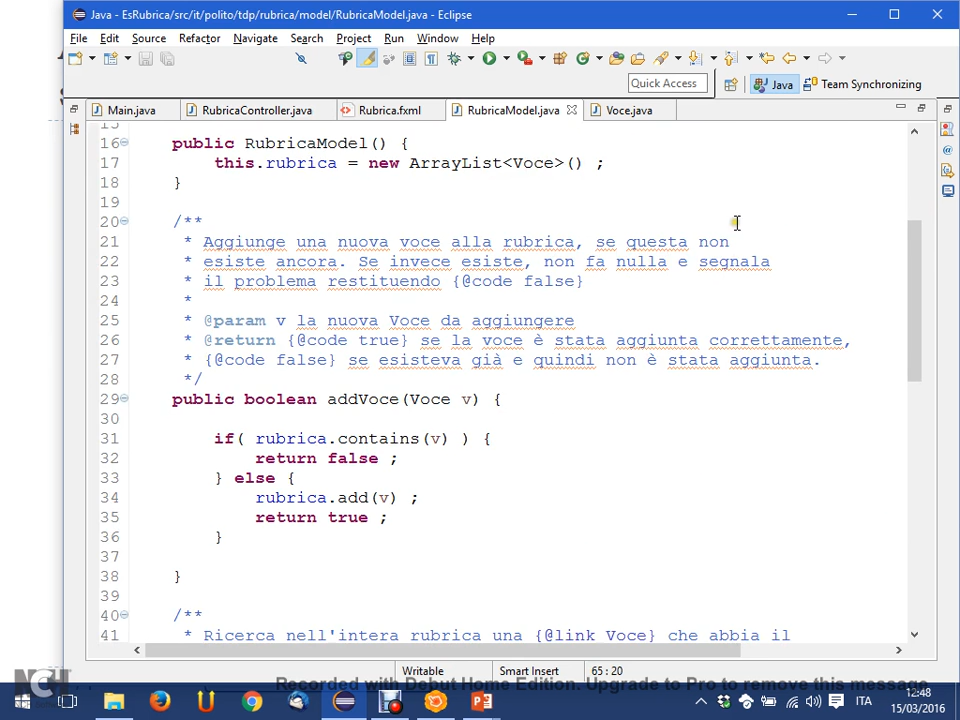 Java - EsRubrica/src/it/polito/tdp/rubrica/model/RubricaModel.java - Eclipse
File Edit Source Refactor Navigate Search Project Run Window Help
Quick Access
Java
Team Synchronizing
Main.java
RubricaController.java
Rubrica.fxml
RubricaModel.java
Voce.java
15
16 public RubricaModel() {
17 this.rubrica = new ArrayList<Voce>() ;
18 }
19
20 /**
21 * Aggiunge una nuova voce alla rubrica, se questa non
22 * esiste ancora. Se invece esiste, non fa nulla e segnala
23 * il problema restituendo {@code false}
24 *
25 * @param v la nuova Voce da aggiungere
26 * @return {@code true} se la voce è stata aggiunta correttamente,
27 * {@code false} se esisteva già e quindi non è stata aggiunta.
28 */
29 public boolean addVoce(Voce v) {
30
31 if( rubrica.contains(v) ) {
32 return false ;
33 } else {
34 rubrica.add(v) ;
35 return true ;
36 }
37
38 }
39
40 /**
41 * Ricerca nell'intera rubrica una {@link Voce} che abbia il
Writable
Smart Insert
65 : 20
NCH
Recorded with Debut Home Edition. Upgrade to Pro to remove this message
ITA
12:48
15/03/2016